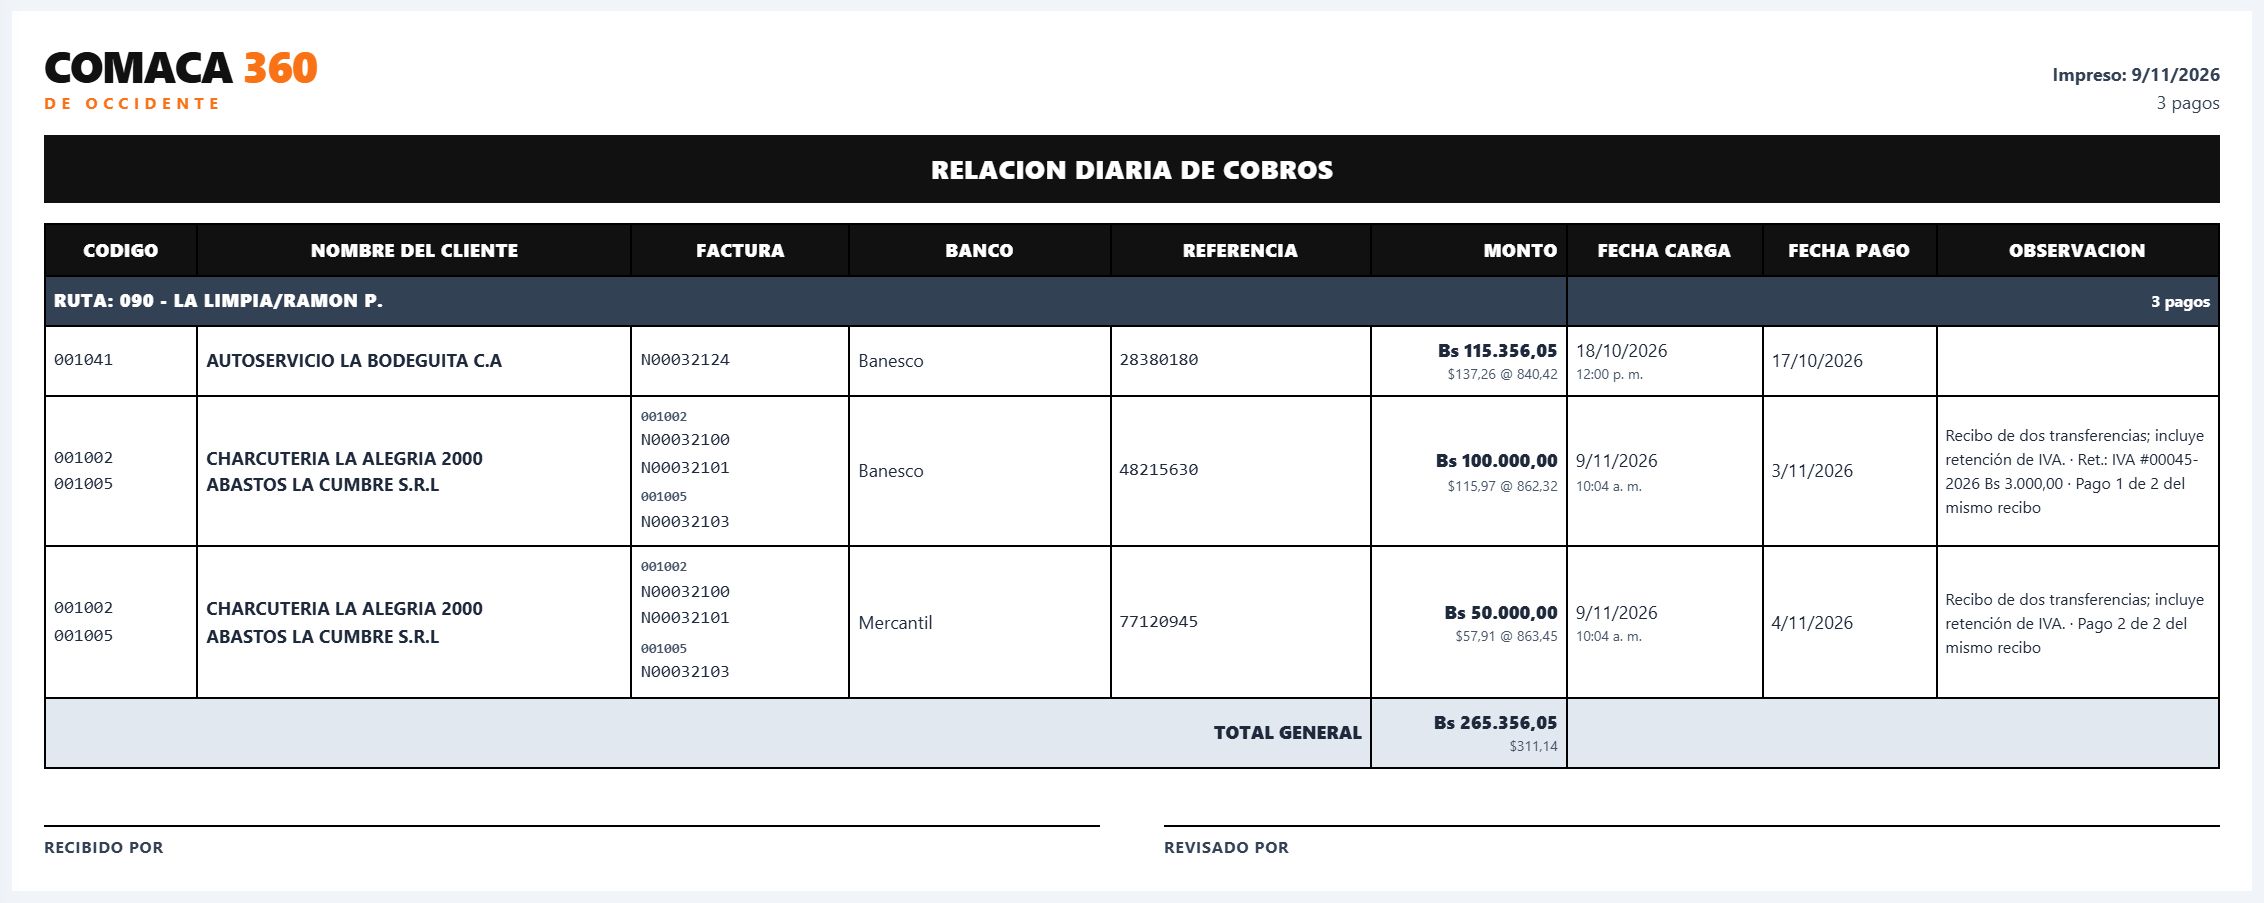 COMACA 360
DE OCCIDENTE
Impreso: 9/11/2026
3 pagos
RELACION DIARIA DE COBROS
CODIGO NOMBRE DEL CLIENTE FACTURA BANCO REFERENCIA MONTO FECHA CARGA FECHA PAGO OBSERVACION
RUTA: 090 - LA LIMPIA/RAMON P. 3 pagos
001041
AUTOSERVICIO LA BODEGUITA C.A
N00032124
Banesco
28380180
Bs 115.356,05
$137,26 @ 840,42
18/10/2026
12:00 p. m.
17/10/2026
001002
001005
CHARCUTERIA LA ALEGRIA 2000
ABASTOS LA CUMBRE S.R.L
001002
N00032100
N00032101
001005
N00032103
Banesco
48215630
Bs 100.000,00
$115,97 @ 862,32
9/11/2026
10:04 a. m.
3/11/2026
Recibo de dos transferencias; incluye
retención de IVA. · Ret.: IVA #00045-
2026 Bs 3.000,00 · Pago 1 de 2 del
mismo recibo
001002
001005
CHARCUTERIA LA ALEGRIA 2000
ABASTOS LA CUMBRE S.R.L
001002
N00032100
N00032101
001005
N00032103
Mercantil
77120945
Bs 50.000,00
$57,91 @ 863,45
9/11/2026
10:04 a. m.
4/11/2026
Recibo de dos transferencias; incluye
retención de IVA. · Pago 2 de 2 del
mismo recibo
TOTAL GENERAL
Bs 265.356,05
$311,14
RECIBIDO POR
REVISADO POR